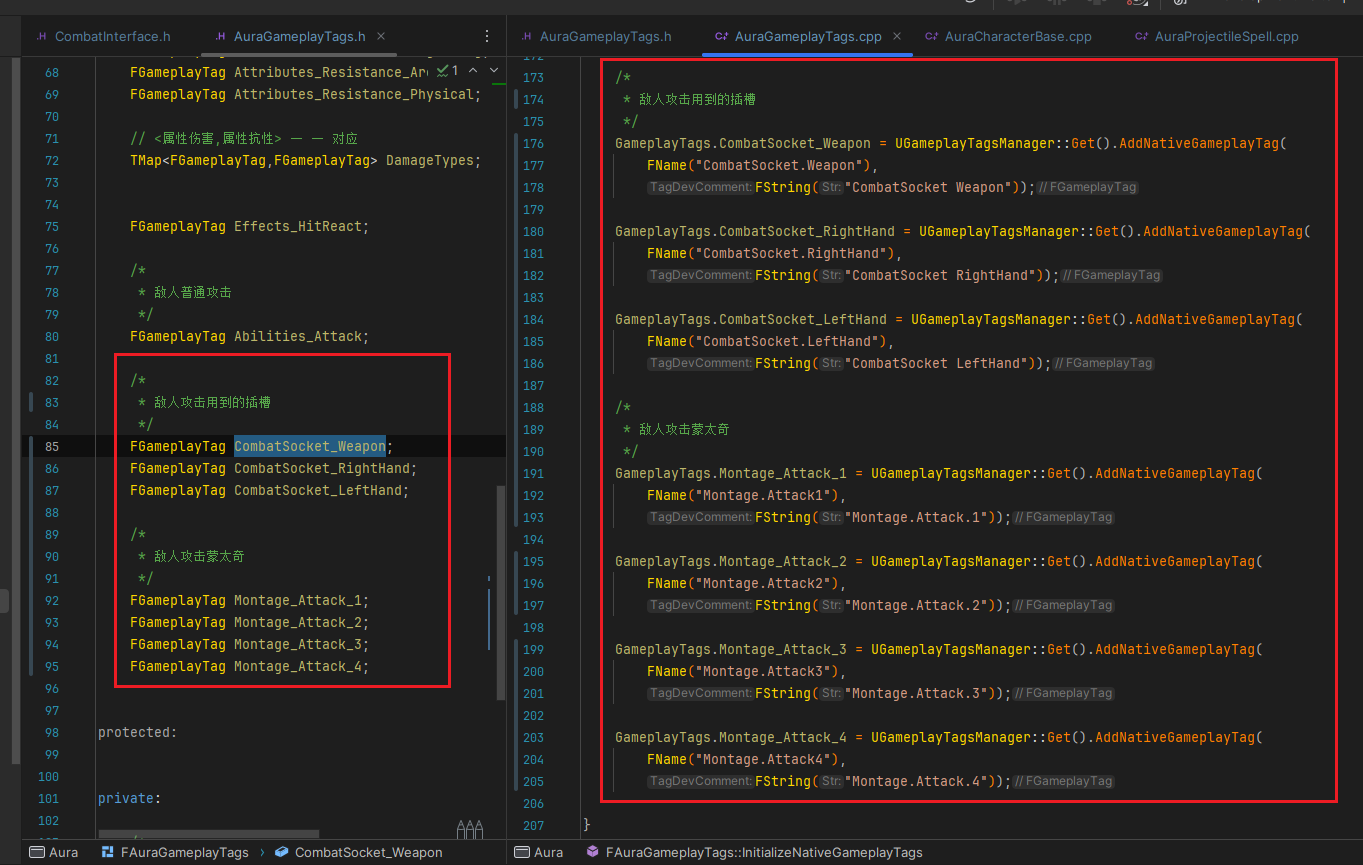 CombatInterface.h
AuraGameplayTags.h
68 FGameplayTag Attributes_Resistance_Arc 1
69 FGameplayTag Attributes_Resistance_Physical;
70
71 // <属性伤害,属性抗性> 一 一 对应
72 TMap<FGameplayTag,FGameplayTag> DamageTypes;
73
74
75 FGameplayTag Effects_HitReact;
76
77 /*
78 * 敌人普通攻击
79 */
80 FGameplayTag Abilities_Attack;
81
82 /*
83 * 敌人攻击用到的插槽
84 */
85 FGameplayTag CombatSocket_Weapon;
86 FGameplayTag CombatSocket_RightHand;
87 FGameplayTag CombatSocket_LeftHand;
88
89 /*
90 * 敌人攻击蒙太奇
91 */
92 FGameplayTag Montage_Attack_1;
93 FGameplayTag Montage_Attack_2;
94 FGameplayTag Montage_Attack_3;
95 FGameplayTag Montage_Attack_4;
96
97
98 protected:
99
100
101 private:
102
Aura FAuraGameplayTags › CombatSocket_Weapon
AuraGameplayTags.h
AuraGameplayTags.cpp
AuraCharacterBase.cpp
AuraProjectileSpell.cpp
172
173 /*
174 * 敌人攻击用到的插槽
175 */
176 GameplayTags.CombatSocket_Weapon = UGameplayTagsManager::Get().AddNativeGameplayTag(
177 FName("CombatSocket.Weapon"),
178 TagDevComment: FString( Str: "CombatSocket Weapon")); // FGameplayTag
179
180 GameplayTags.CombatSocket_RightHand = UGameplayTagsManager::Get().AddNativeGameplayTag(
181 FName("CombatSocket.RightHand"),
182 TagDevComment: FString( Str: "CombatSocket RightHand")); // FGameplayTag
183
184 GameplayTags.CombatSocket_LeftHand = UGameplayTagsManager::Get().AddNativeGameplayTag(
185 FName("CombatSocket.LeftHand"),
186 TagDevComment: FString( Str: "CombatSocket LeftHand")); // FGameplayTag
187
188 /*
189 * 敌人攻击蒙太奇
190 */
191 GameplayTags.Montage_Attack_1 = UGameplayTagsManager::Get().AddNativeGameplayTag(
192 FName("Montage.Attack1"),
193 TagDevComment: FString( Str: "Montage.Attack.1")); // FGameplayTag
194
195 GameplayTags.Montage_Attack_2 = UGameplayTagsManager::Get().AddNativeGameplayTag(
196 FName("Montage.Attack2"),
197 TagDevComment: FString( Str: "Montage.Attack.2")); // FGameplayTag
198
199 GameplayTags.Montage_Attack_3 = UGameplayTagsManager::Get().AddNativeGameplayTag(
200 FName("Montage.Attack3"),
201 TagDevComment: FString( Str: "Montage.Attack.3")); // FGameplayTag
202
203 GameplayTags.Montage_Attack_4 = UGameplayTagsManager::Get().AddNativeGameplayTag(
204 FName("Montage.Attack4"),
205 TagDevComment: FString( Str: "Montage.Attack.4")); // FGameplayTag
206
207 }
Aura FAuraGameplayTags::InitializeNativeGameplayTags